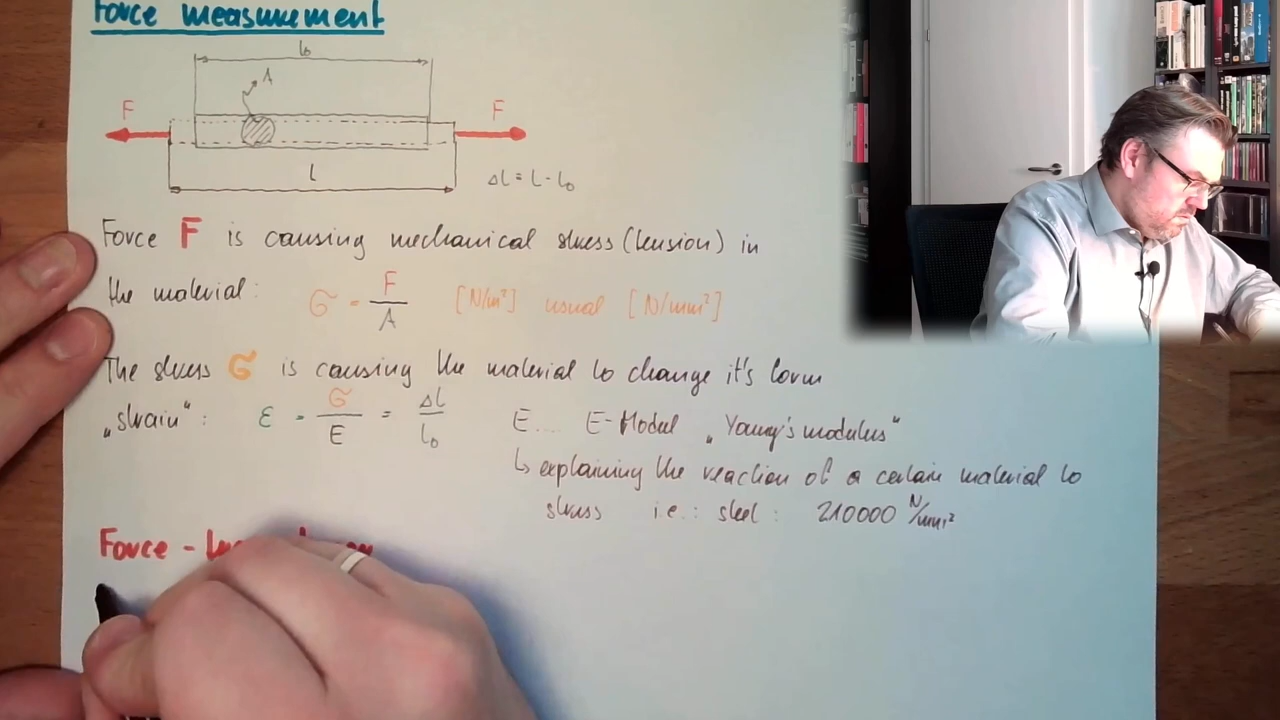 Force measurement
l₀
A
F F
l
Δl = l - l₀
Force F is causing mechanical stress (tension) in
the material: σ = F/A [N/m²] usual [N/mm²]
The stress σ is causing the material to change it's form
„strain“: ε = σ/E = Δl/l₀ E... E-Modul „Young's modulus“
↳ explaining the reaction of a certain material to
stress i.e.: steel: 210000 N/mm²
Force -